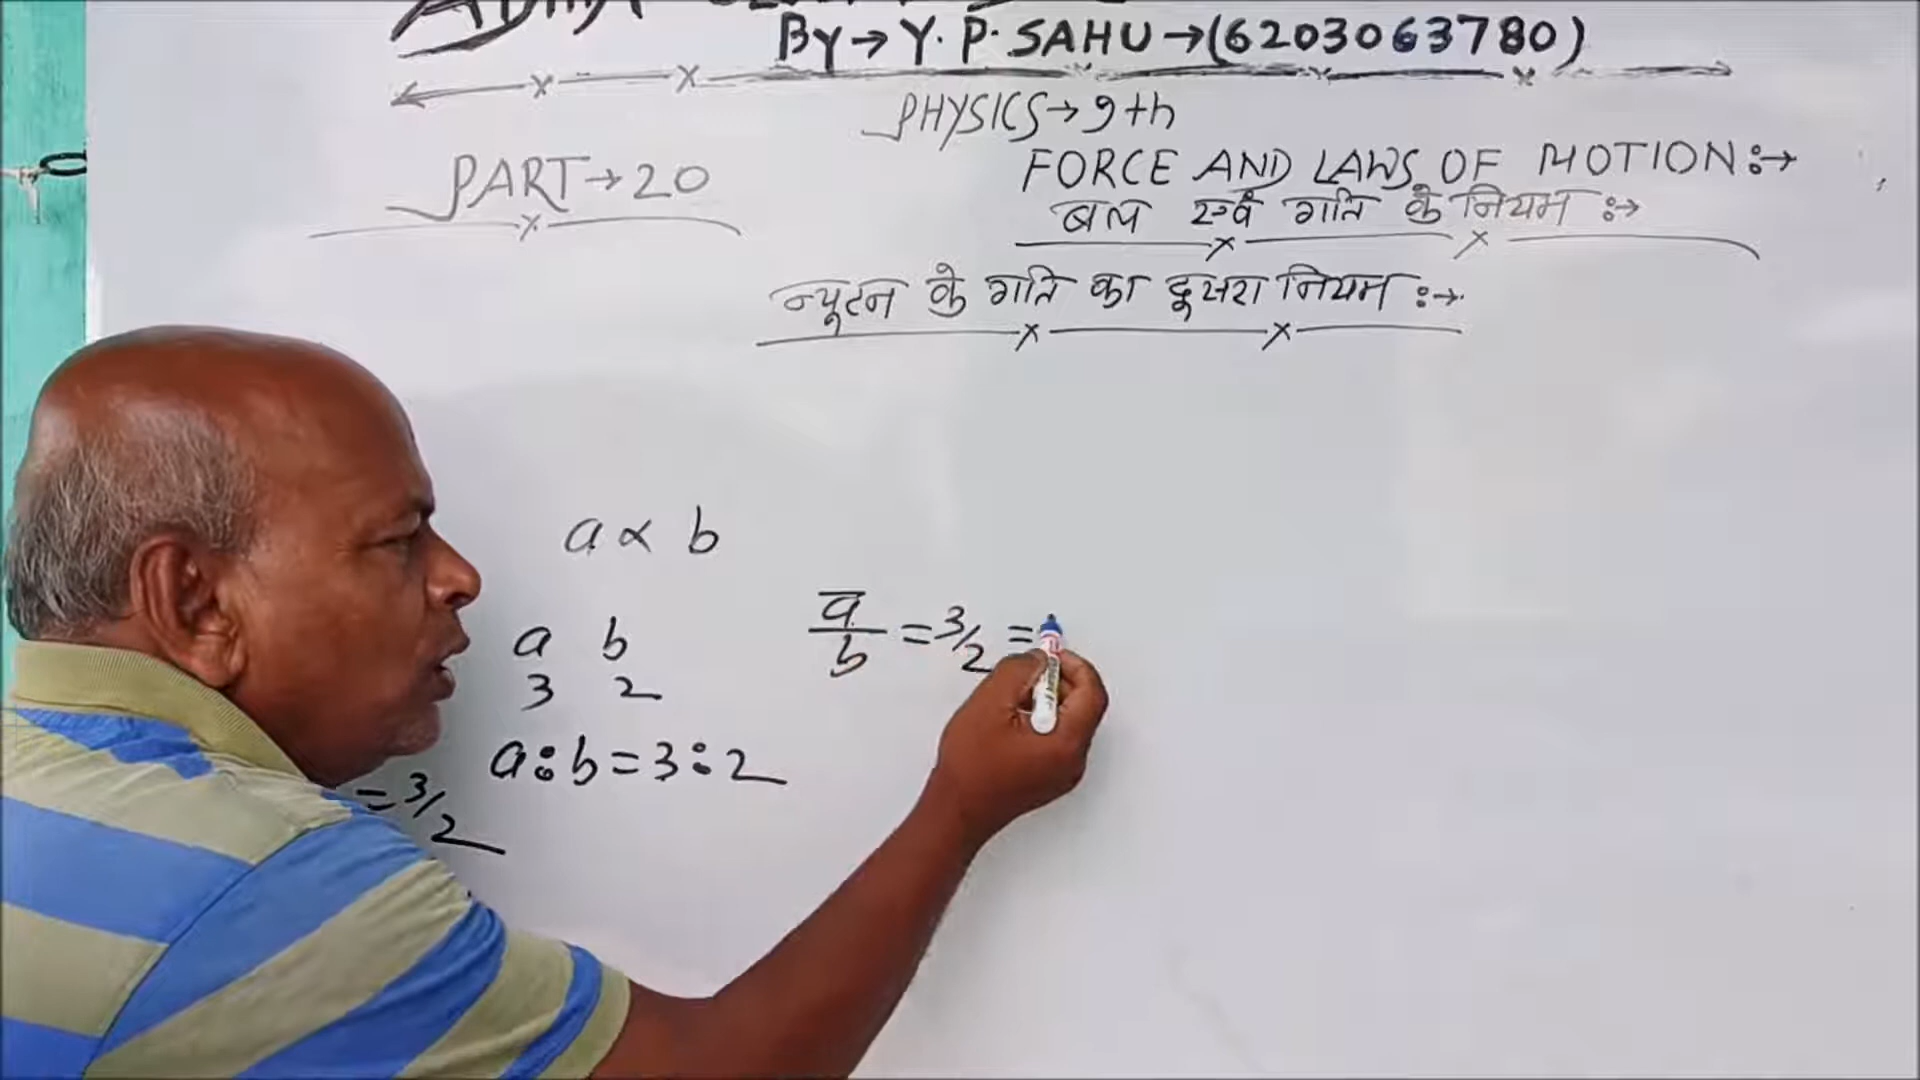 By→ Y. P. SAHU→(6203063780)
PHYSICS→9th
PART→20
FORCE AND LAWS OF MOTION:→
बल एवं गति के नियम :→
न्यूटन के गति का दूसरा नियम :→
a ∝ b
a b
3 2
a/b = 3/2 =
a:b=3:2
= 3/2